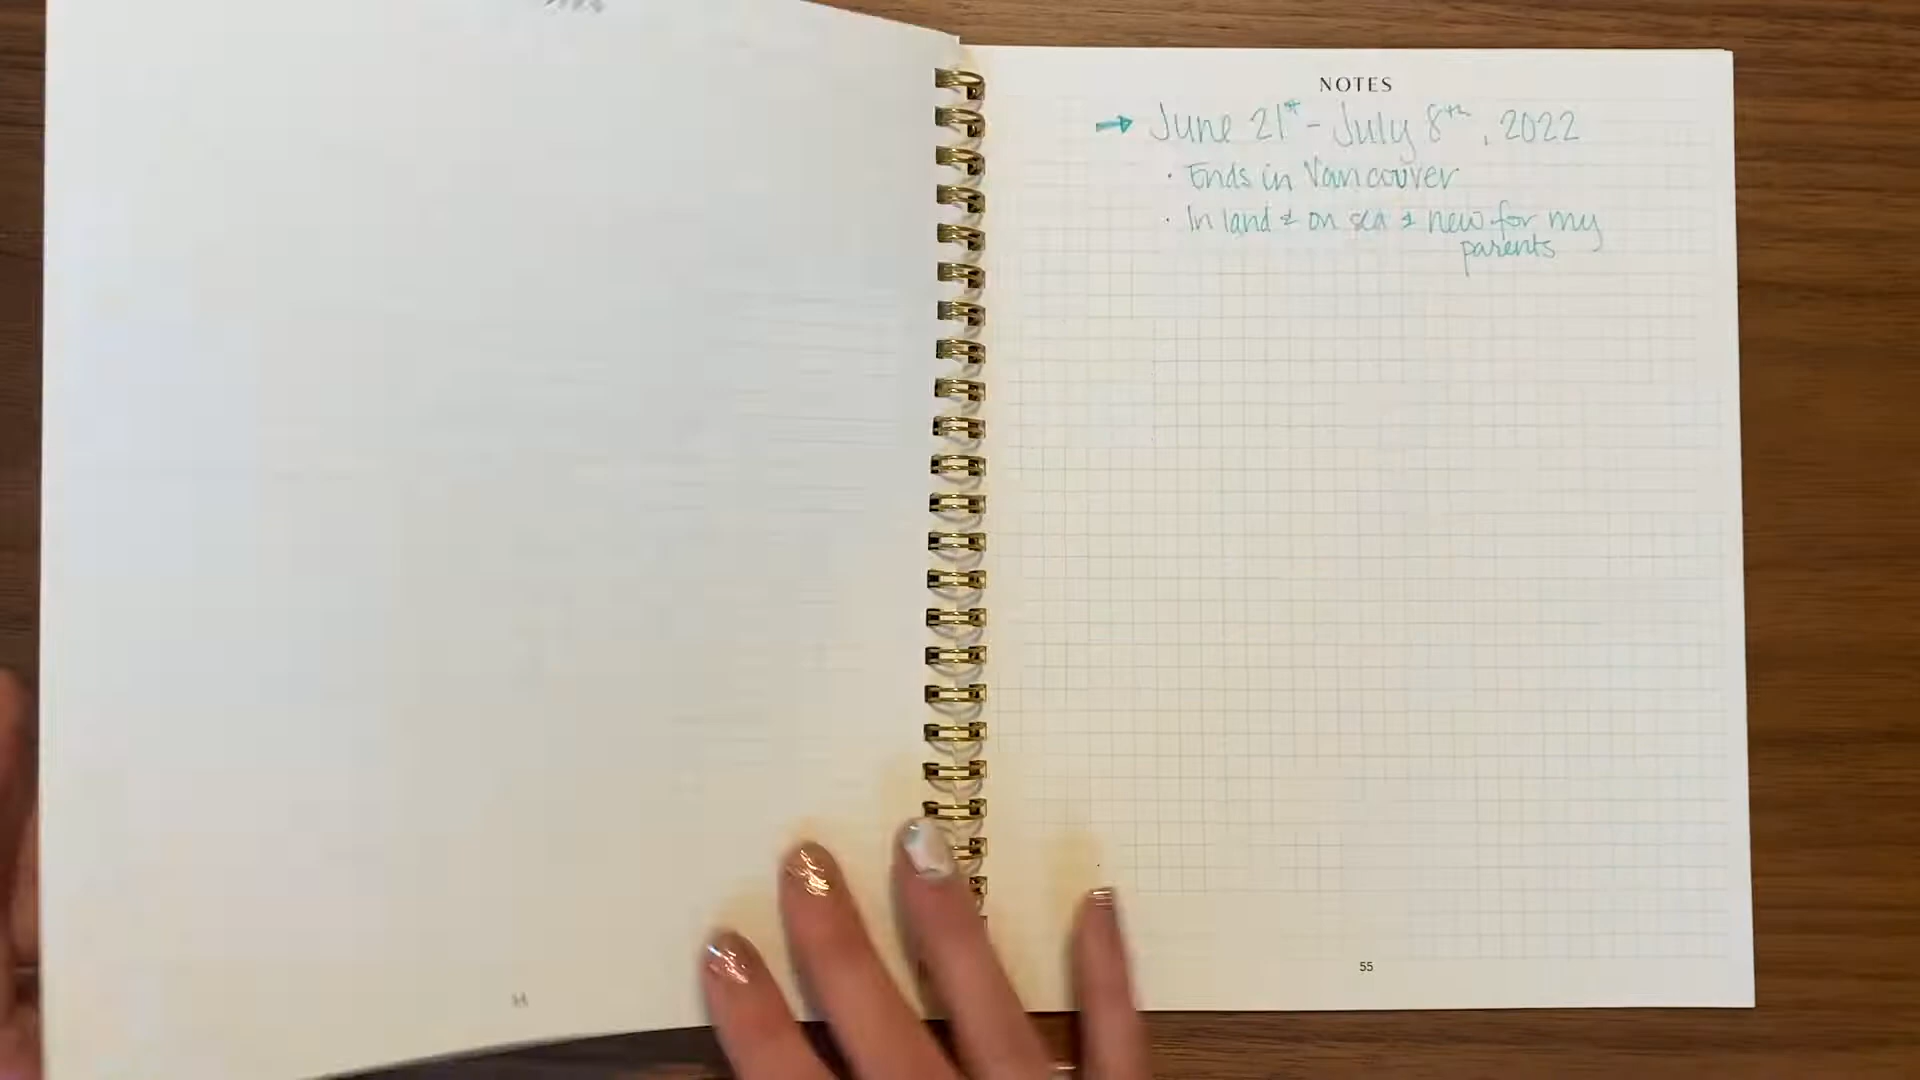 NOTES
→ June 21st - July 8th, 2022
· Ends in Vancouver
· In land & on sea & new for my
parents
55